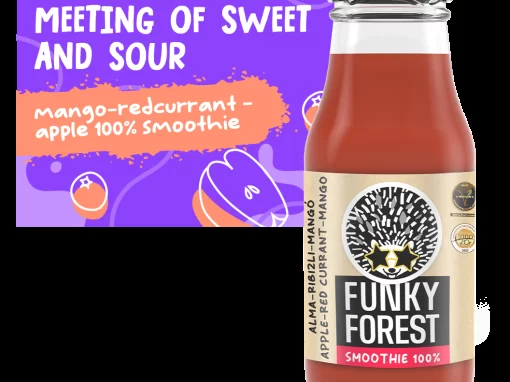 MEETING OF SWEET
AND SOUR
mango-redcurrant -
apple 100% smoothie
ALMA-RIBIZLI-MANGÓ
APPLE-RED CURRANT-MANGO
FUNKY
FOREST
SMOOTHIE 100%